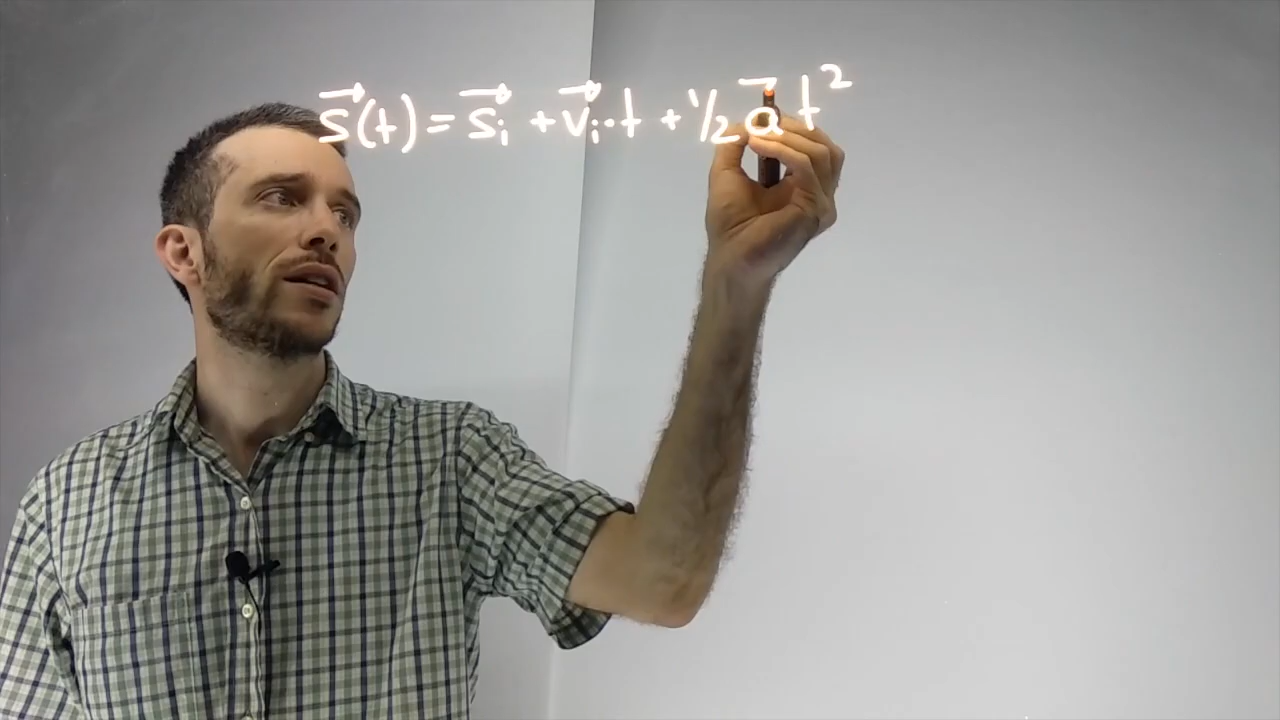 s⃗(t) = s⃗ᵢ + v⃗ᵢ·t + ½ a⃗ t²